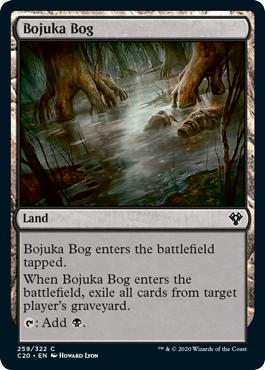 Bojuka Bog
Land
Bojuka Bog enters the battlefield
tapped.
When Bojuka Bog enters the
battlefield, exile all cards from target
player's graveyard.
: Add .
259/322 C
C20 • EN Howard Lyon
™ & © 2020 Wizards of the Coast